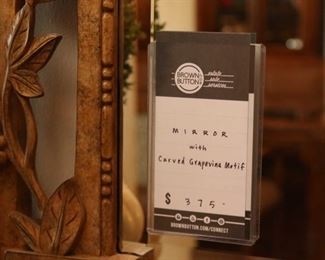 BROWN
BUTTON
estate
sale
services
MIRROR
with
Carved Grapevine Motif
$ 375.
BROWNBUTTON.COM/CONNECT